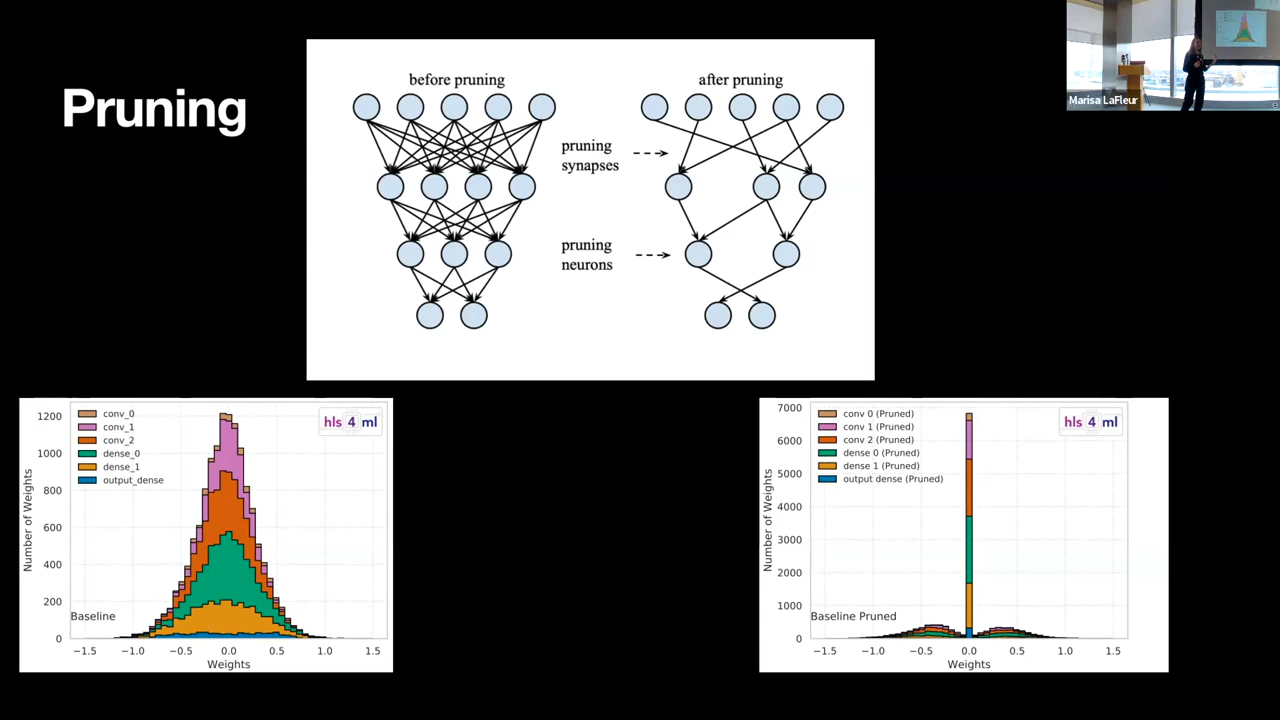 Pruning
before pruning
after pruning
pruning
synapses
pruning
neurons
Marisa LaFleur
conv_0
conv_1
conv_2
dense_0
dense_1
output_dense
hls 4 ml
1200
1000
800
600
400
200
0
Number of Weights
Baseline
−1.5 −1.0 −0.5 0.0 0.5 1.0 1.5
Weights
conv 0 (Pruned)
conv 1 (Pruned)
conv 2 (Pruned)
dense 0 (Pruned)
dense 1 (Pruned)
output dense (Pruned)
hls 4 ml
7000
6000
5000
4000
3000
2000
1000
0
Number of Weights
Baseline Pruned
−1.5 −1.0 −0.5 0.0 0.5 1.0 1.5
Weights